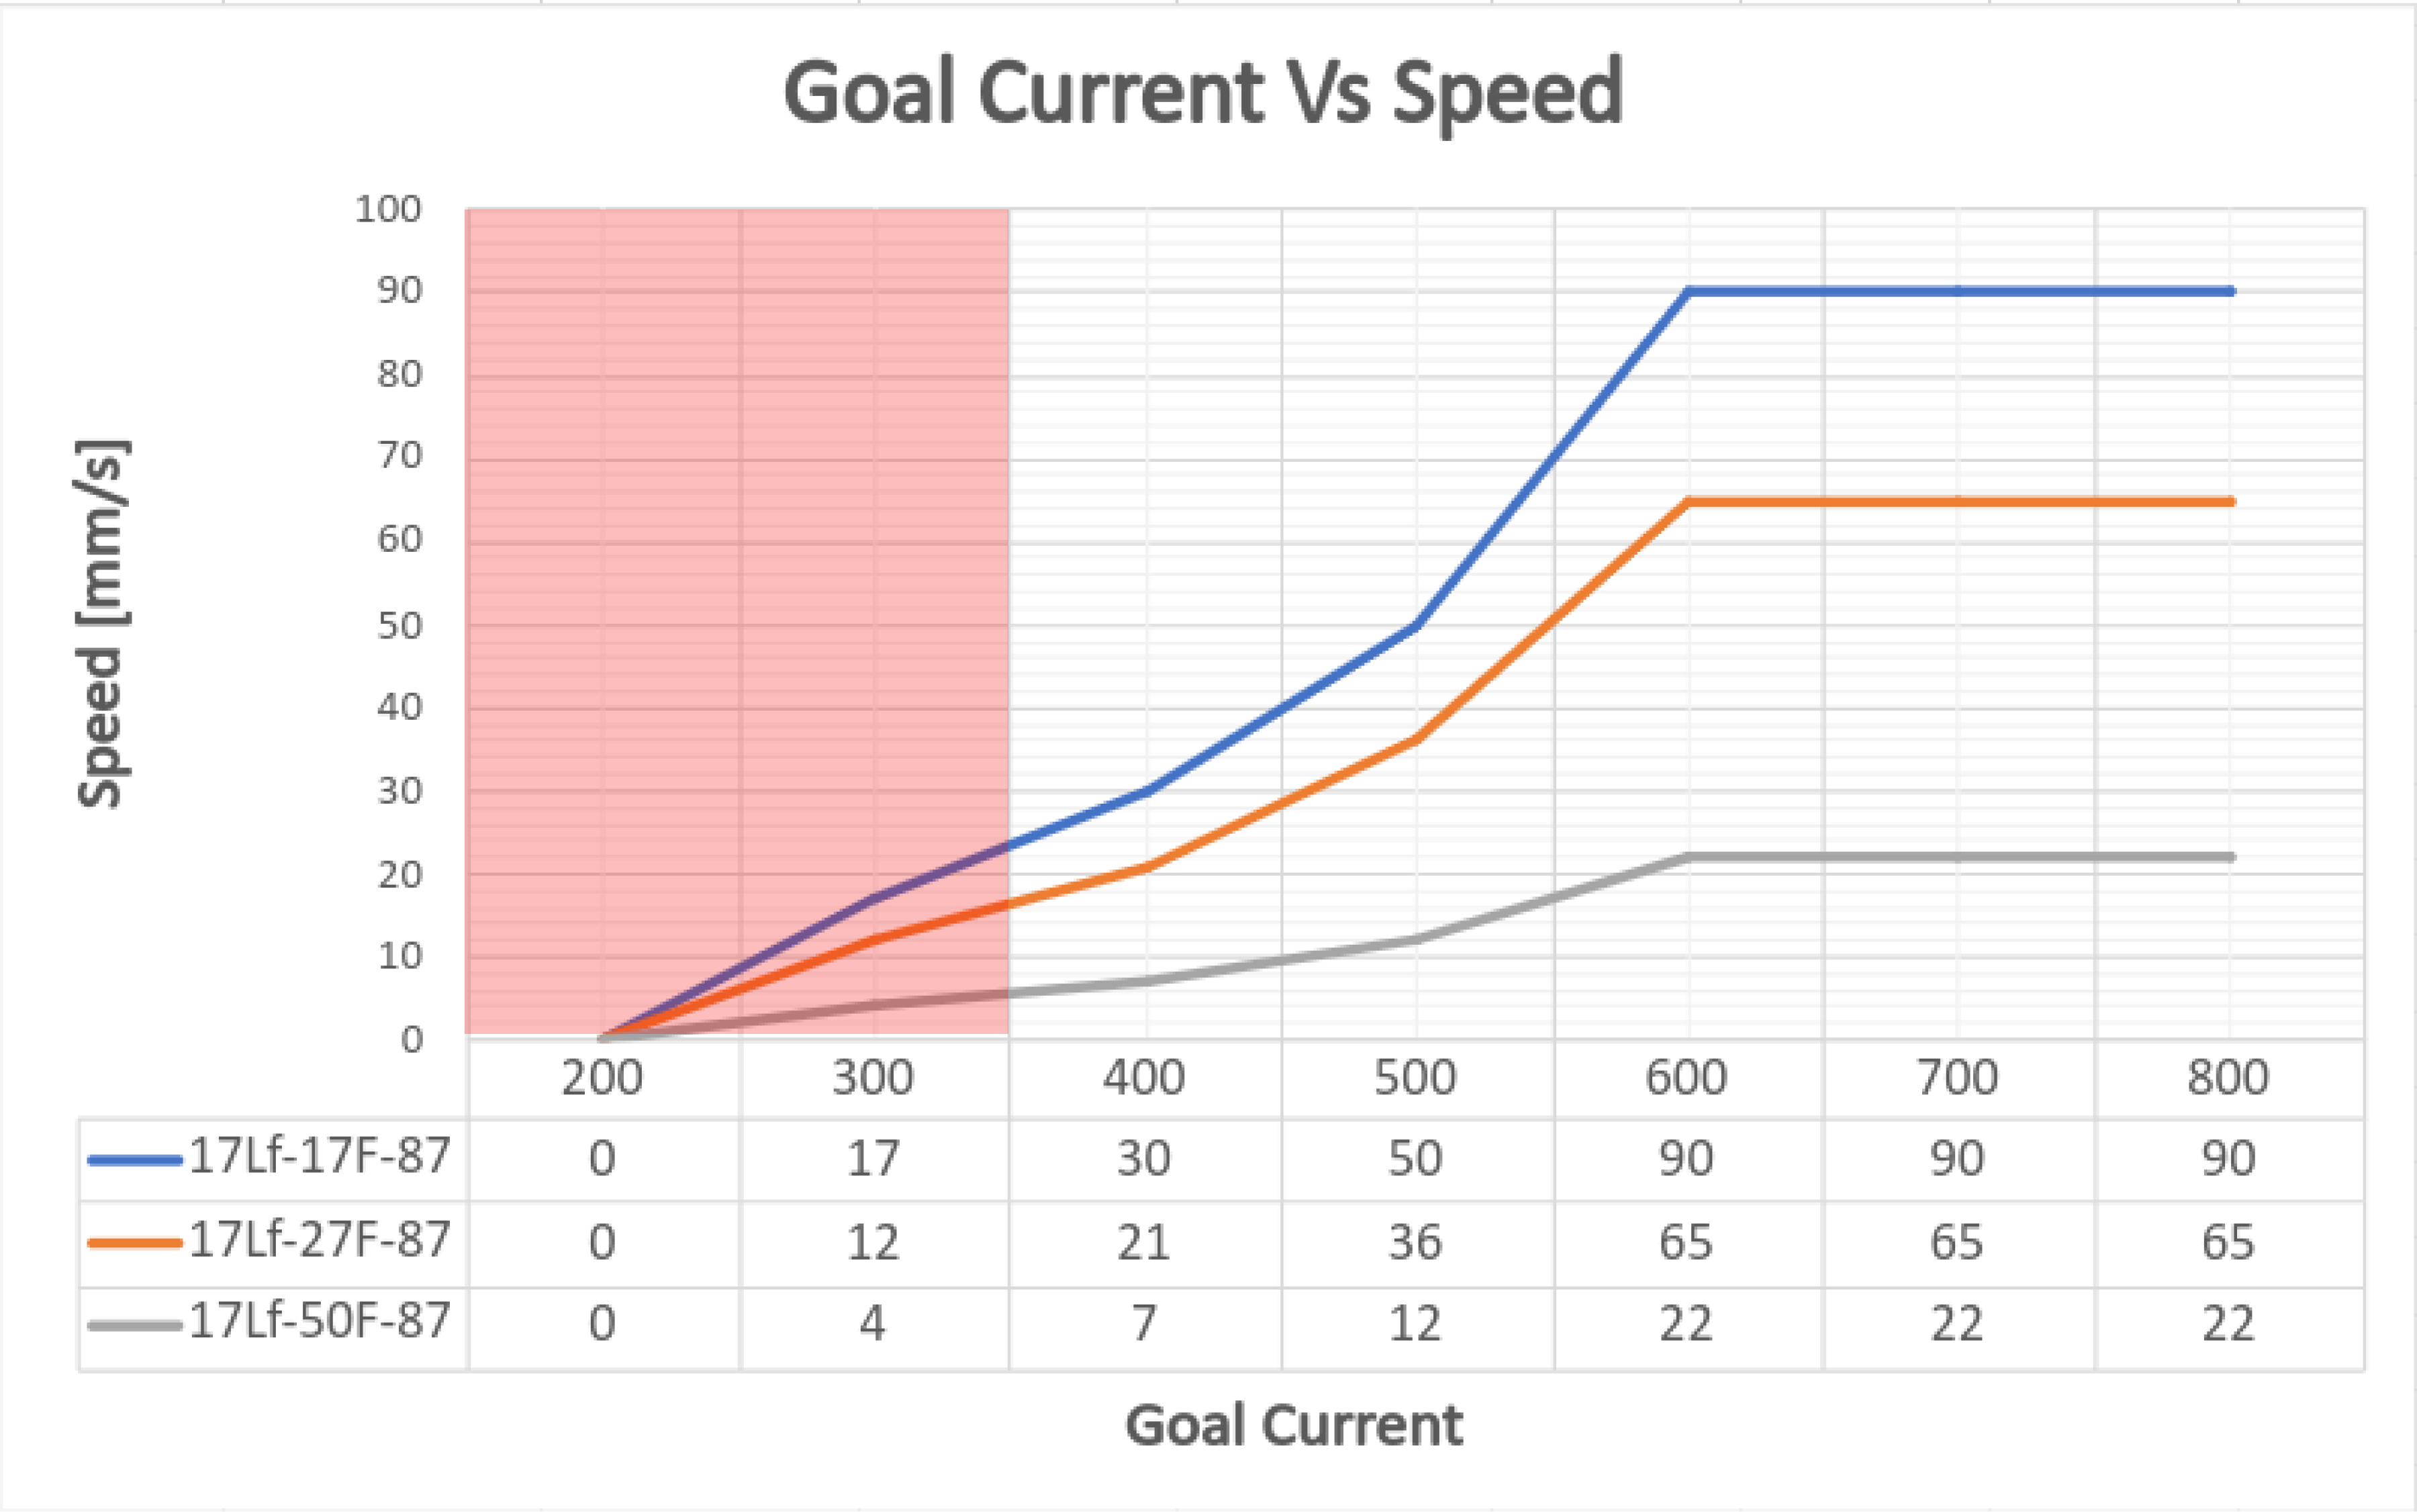 Goal Current Vs Speed
Speed [mm/s]
100
90
80
70
60
50
40
30
20
10
0
200 300 400 500 600 700 800
17Lf-17F-87 0 17 30 50 90 90 90
17Lf-27F-87 0 12 21 36 65 65 65
17Lf-50F-87 0 4 7 12 22 22 22
Goal Current